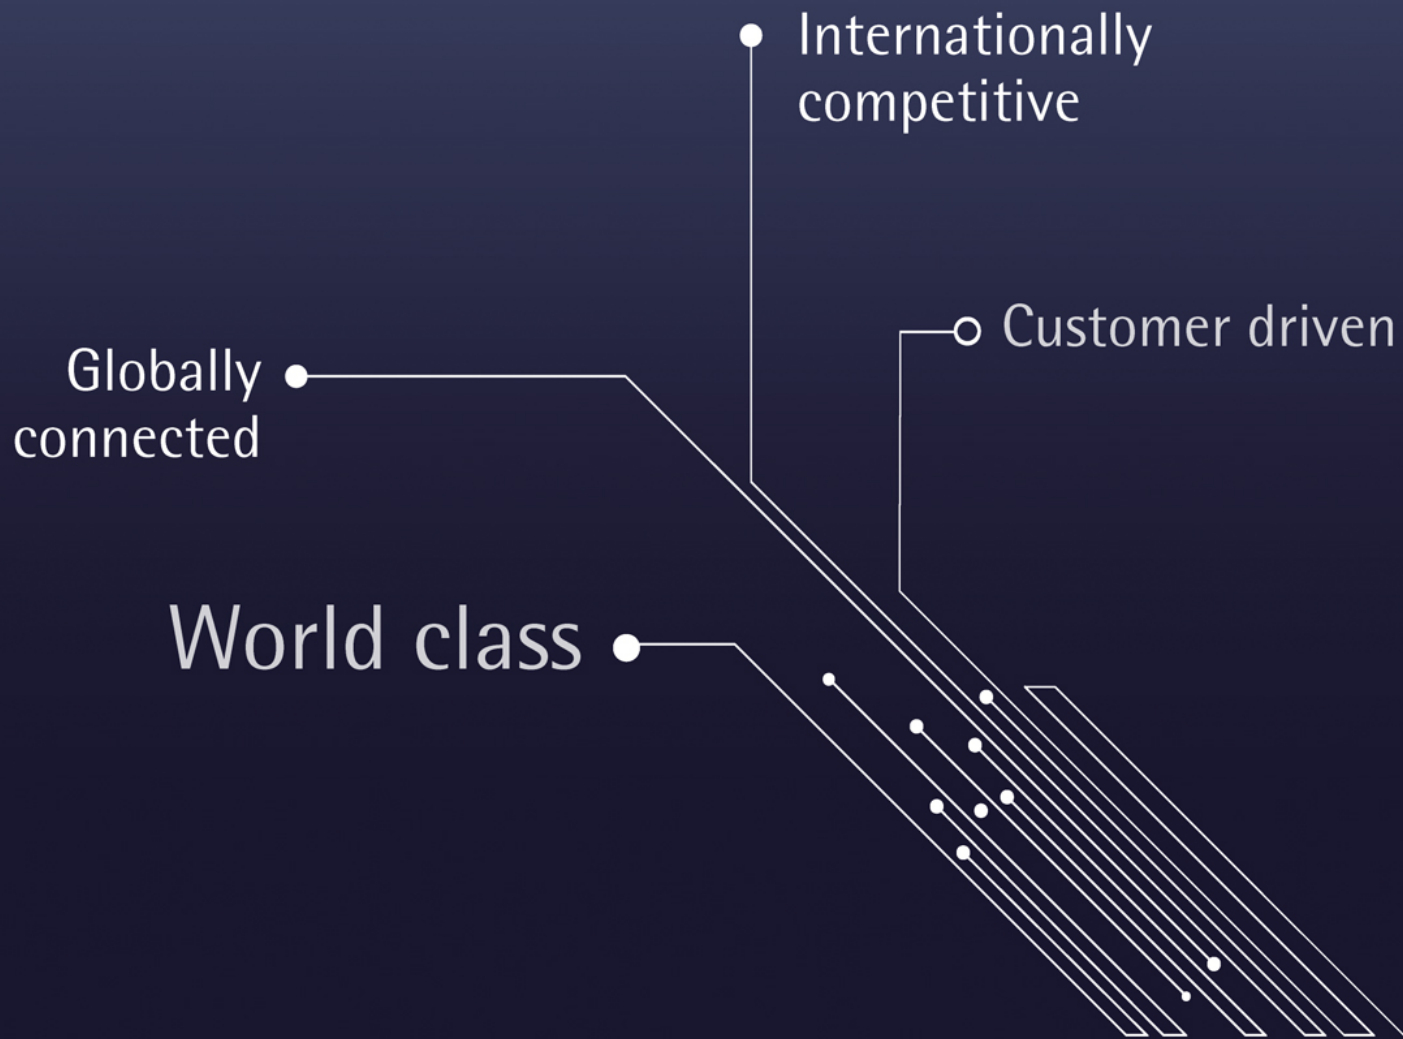 Internationally
competitive
Customer driven
Globally
connected
World class